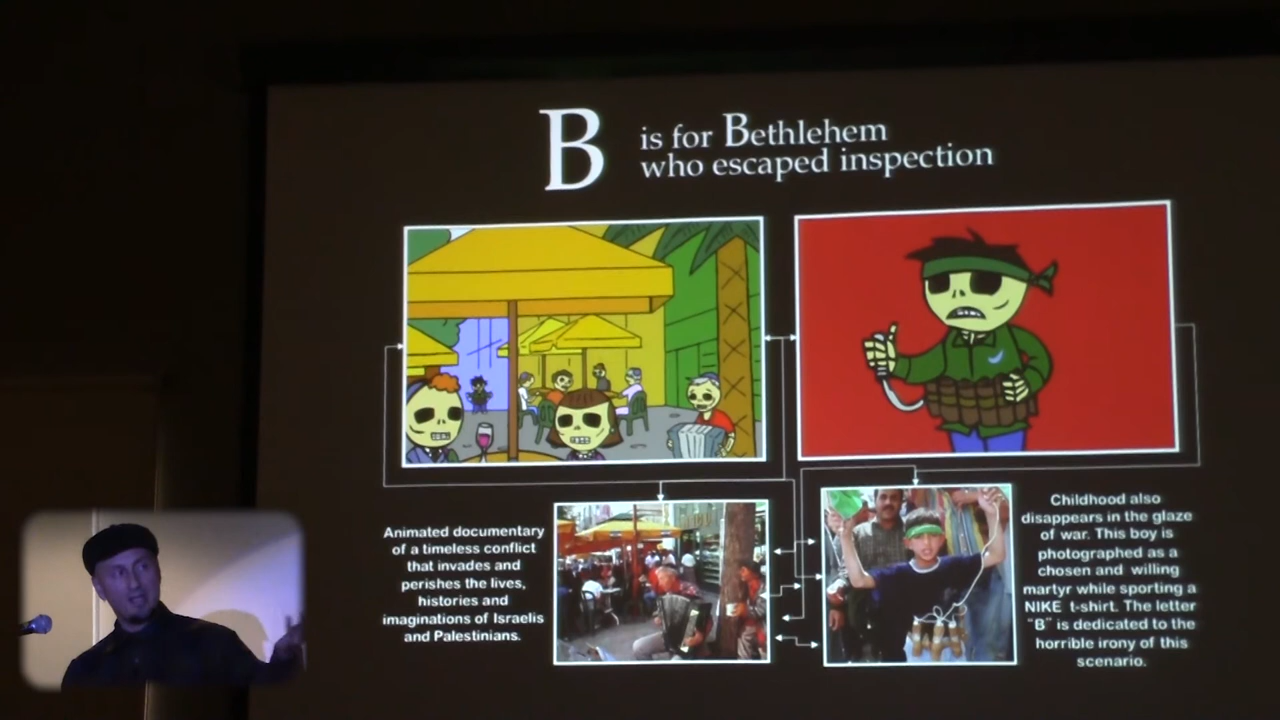 B is for Bethlehem
who escaped inspection
Animated documentary
of a timeless conflict
that invades and
perishes the lives,
histories and
imaginations of Israelis
and Palestinians.
Childhood also
disappears in the glaze
of war. This boy is
photographed as a
chosen and willing
martyr while sporting a
NIKE t-shirt. The letter
"B" is dedicated to the
horrible irony of this
scenario.